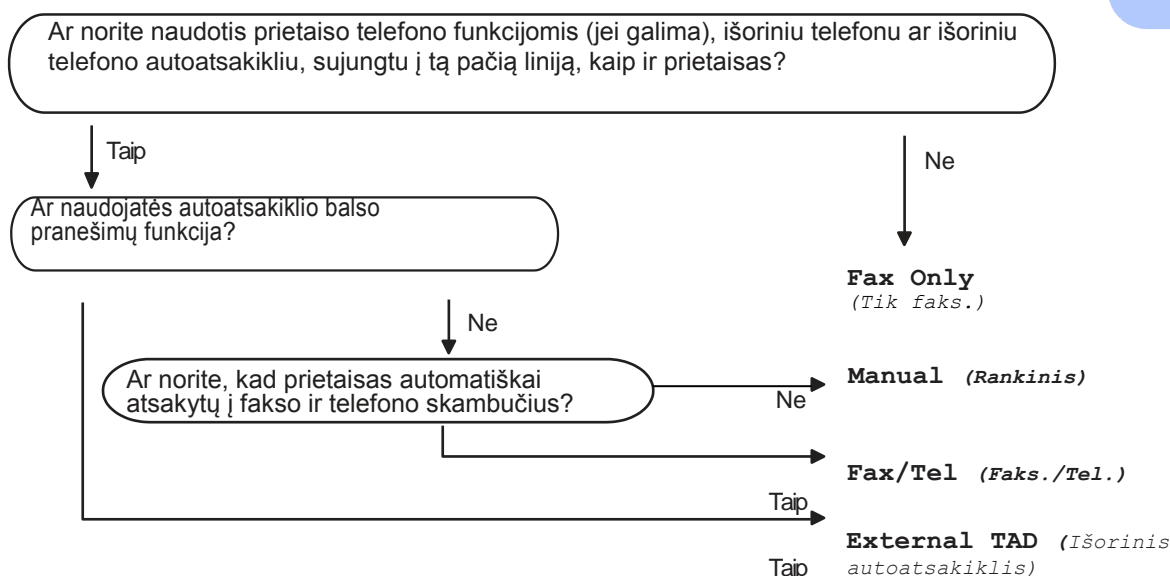 Ar norite naudotis prietaiso telefono funkcijomis (jei galima), išoriniu telefonu ar išoriniu
telefono autoatsakikliu, sujungtu į tą pačią liniją, kaip ir prietaisas?
Taip
Ne
Ar naudojatės autoatsakiklio balso
pranešimų funkcija?
Fax Only
(Tik faks.)
Ne
Ar norite, kad prietaisas automatiškai
atsakytų į fakso ir telefono skambučius?
Ne
Manual (Rankinis)
Fax/Tel (Faks./Tel.)
Taip
External TAD (Išorinis
autoatsakiklis)
Taip